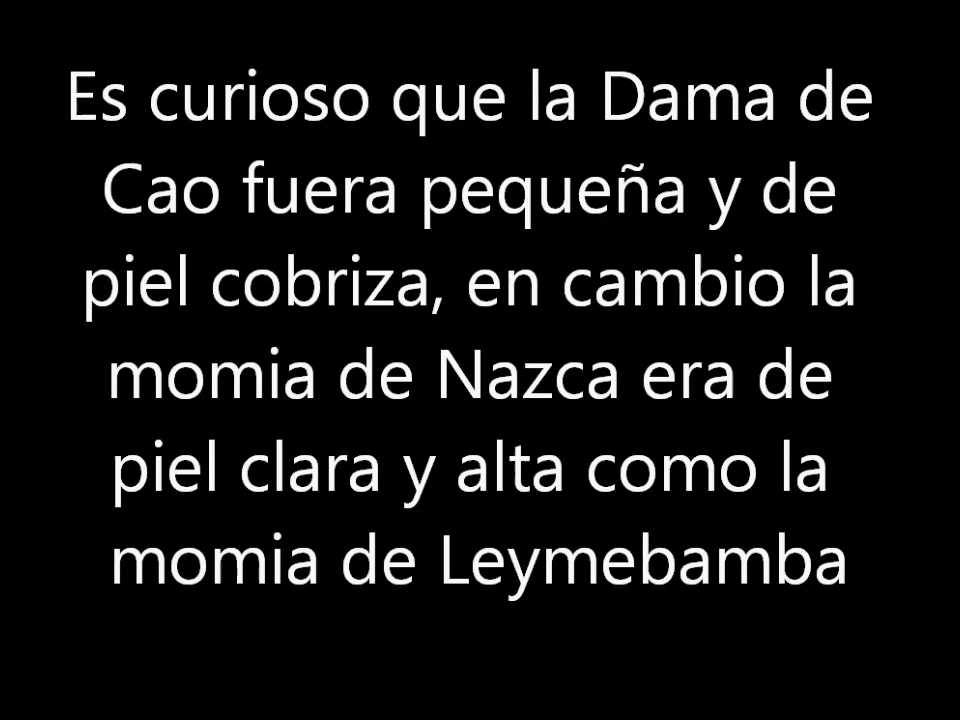 Es curioso que la Dama de
Cao fuera pequeña y de
piel cobriza, en cambio la
momia de Nazca era de
piel clara y alta como la
momia de Leymebamba